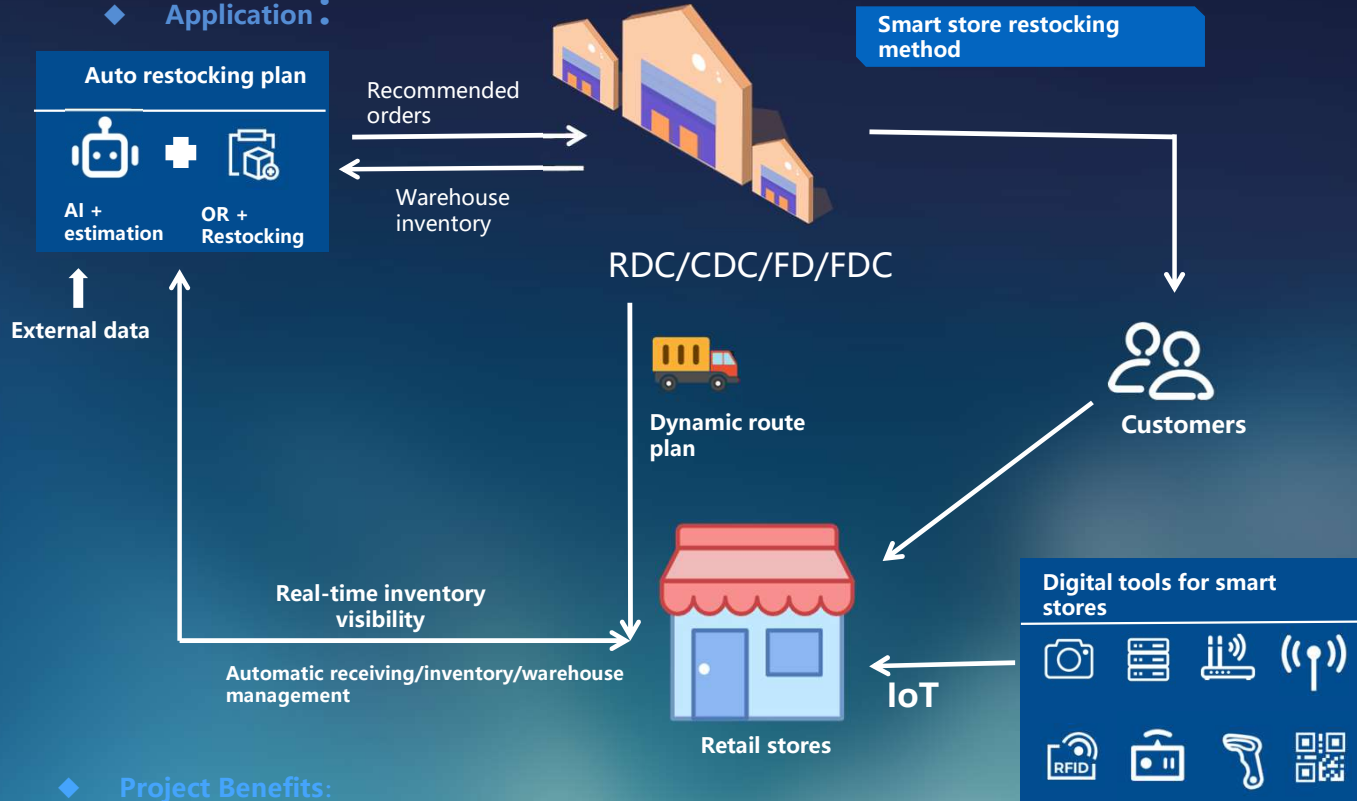 ◆ Application:
Smart store restocking
method
Auto restocking plan
AI +
estimation
OR +
Restocking
Recommended
orders
Warehouse
inventory
RDC/CDC/FD/FDC
External data
Dynamic route
plan
Customers
Real-time inventory
visibility
Automatic receiving/inventory/warehouse
management
Retail stores
IoT
Digital tools for smart
stores
RFID
◆ Project Benefits: